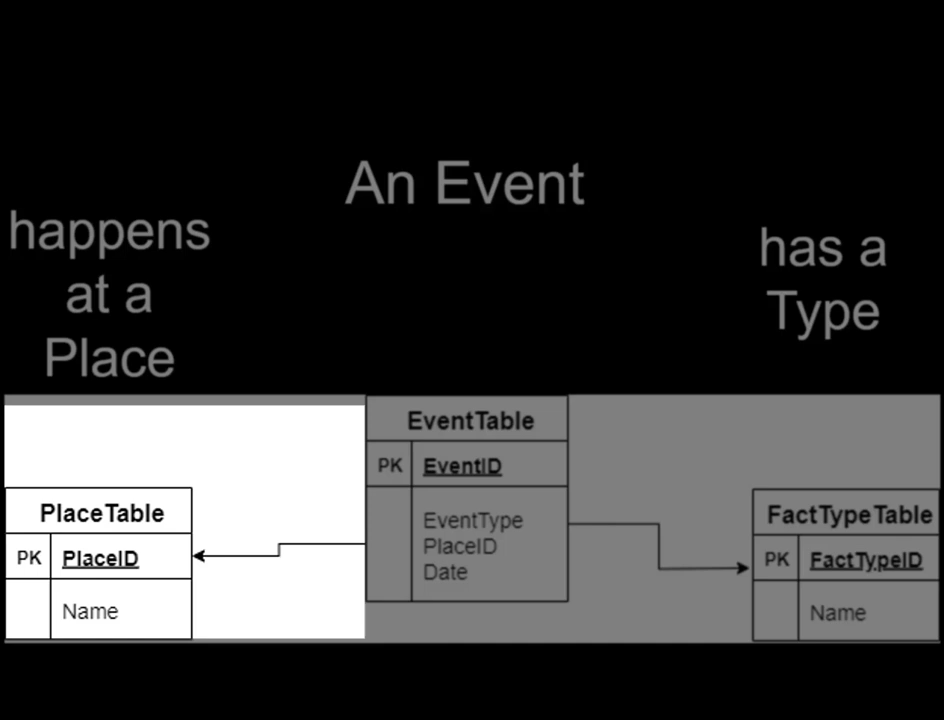 An Event
happens
at a
Place
has a
Type
PlaceTable
PK PlaceID
Name
EventTable
PK EventID
EventType
PlaceID
Date
FactTypeTable
PK FactTypeID
Name